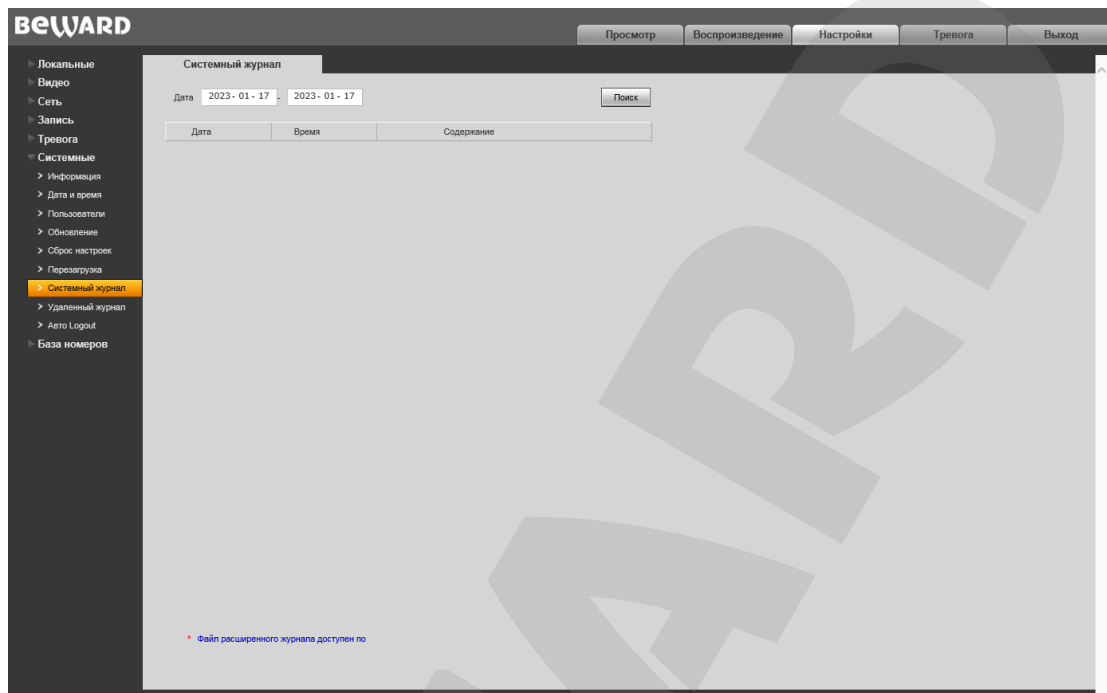 BEWARD
Просмотр Воспроизведение Настройки Тревога Выход
Локальные
Видео
Сеть
Запись
Тревога
Системные
Информация
Дата и время
Пользователи
Обновление
Сброс настроек
Перезагрузка
Системный журнал
Удаленный журнал
Авто Logout
База номеров
Системный журнал
Дата 2023- 01- 17 - 2023- 01- 17 Поиск
Дата Время Содержание
* Файл расширенного журнала доступен по
ARD